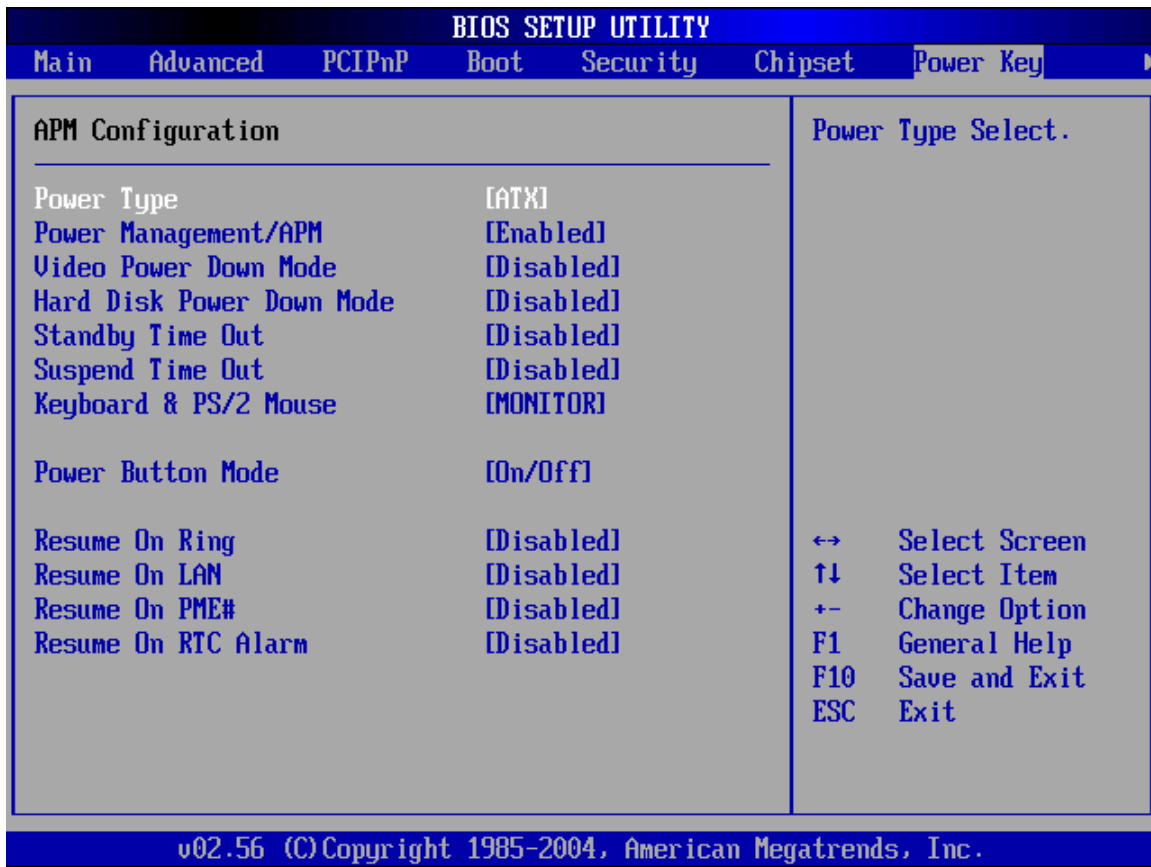 BIOS SETUP UTILITY
Main Advanced PCIPnP Boot Security Chipset Power Key
APM Configuration
Power Type [ATX]
Power Management/APM [Enabled]
Video Power Down Mode [Disabled]
Hard Disk Power Down Mode [Disabled]
Standby Time Out [Disabled]
Suspend Time Out [Disabled]
Keyboard & PS/2 Mouse [MONITOR]
Power Button Mode [On/Off]
Resume On Ring [Disabled]
Resume On LAN [Disabled]
Resume On PME# [Disabled]
Resume On RTC Alarm [Disabled]
Power Type Select.
↔ Select Screen
↑↓ Select Item
+- Change Option
F1 General Help
F10 Save and Exit
ESC Exit
v02.56 (C)Copyright 1985-2004, American Megatrends, Inc.